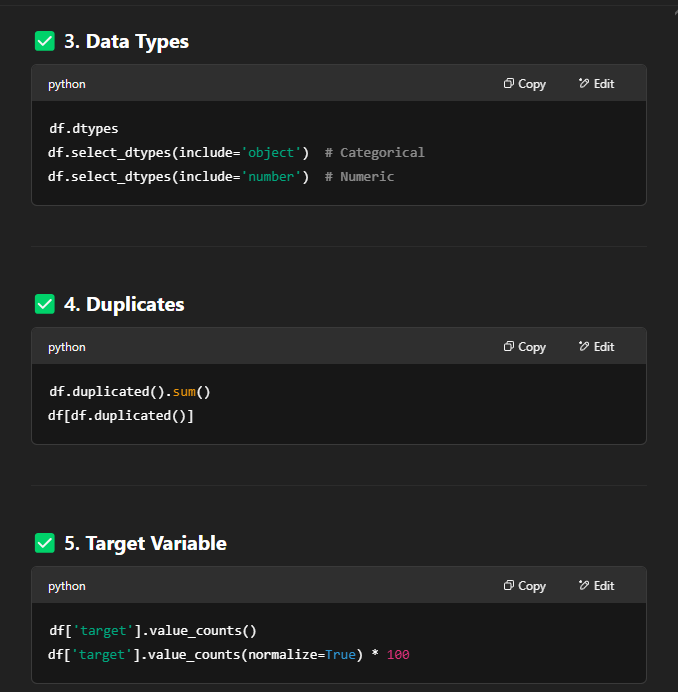 ✅ 3. Data Types
python Copy Edit
df.dtypes
df.select_dtypes(include='object')  # Categorical
df.select_dtypes(include='number')  # Numeric
✅ 4. Duplicates
python Copy Edit
df.duplicated().sum()
df[df.duplicated()]
✅ 5. Target Variable
python Copy Edit
df['target'].value_counts()
df['target'].value_counts(normalize=True) * 100